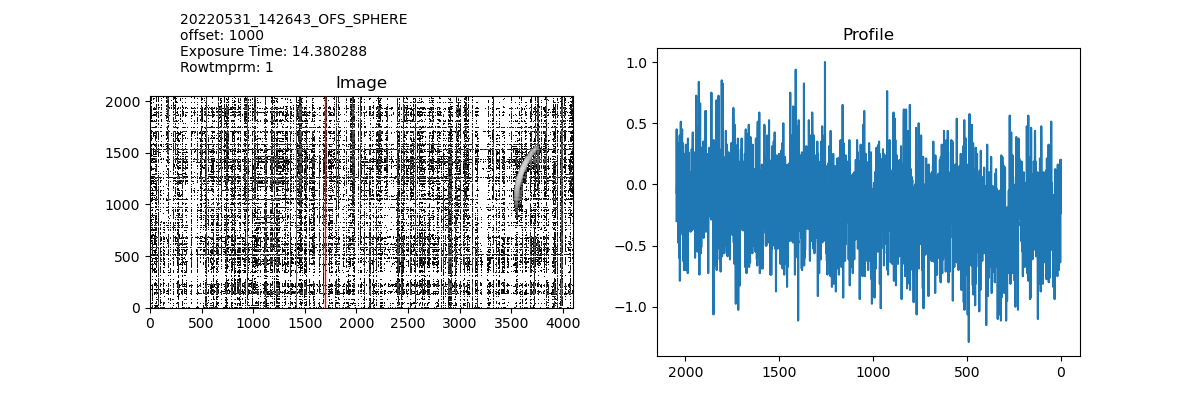 20220531_142643_OFS_SPHERE
offset: 1000
Exposure Time: 14.380288
Rowtmprm: 1
Image
2000
1500
1000
500
0
0 500 1000 1500 2000 2500 3000 3500 4000
Profile
1.0
0.5
0.0
−0.5
−1.0
2000 1500 1000 500 0